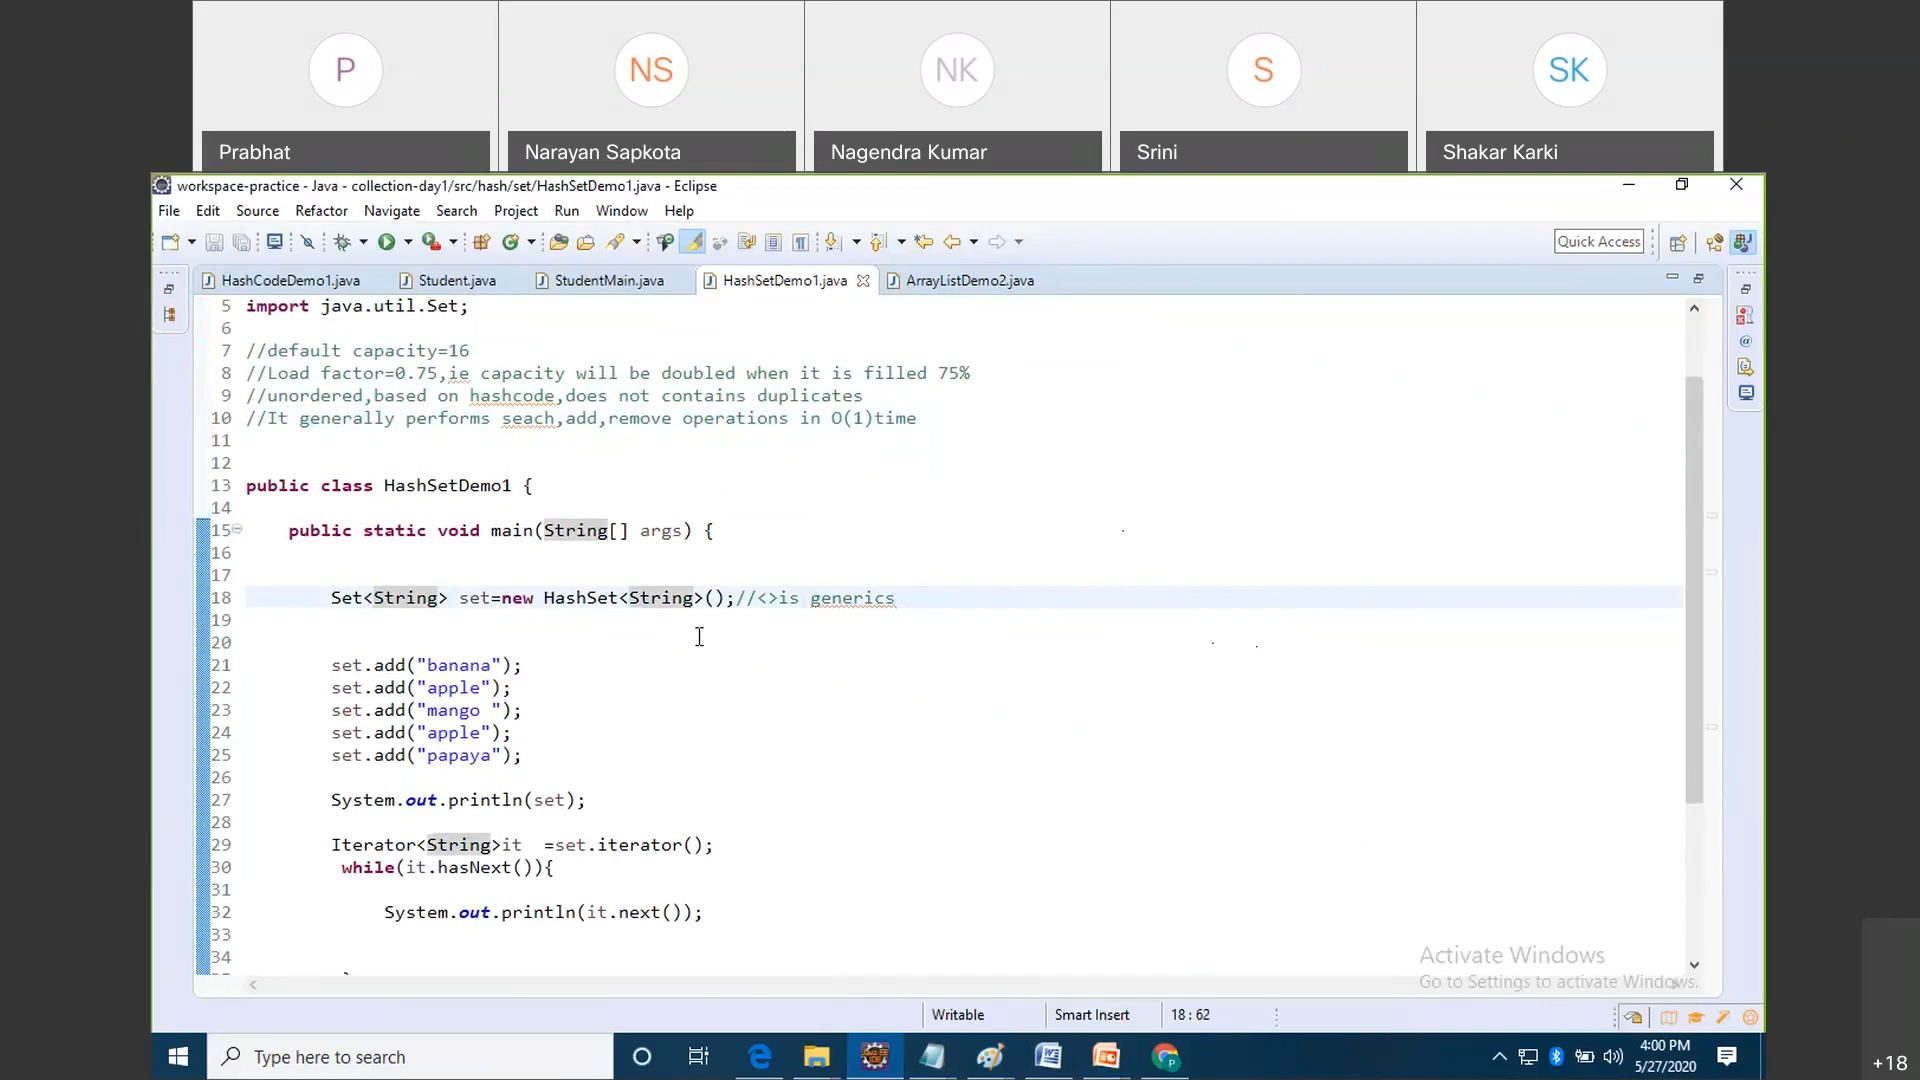 P
NS
NK
S
SK
Prabhat
Narayan Sapkota
Nagendra Kumar
Srini
Shakar Karki
workspace-practice - Java - collection-day1/src/hash/set/HashSetDemo1.java - Eclipse
File Edit Source Refactor Navigate Search Project Run Window Help
Quick Access
HashCodeDemo1.java
Student.java
StudentMain.java
HashSetDemo1.java
ArrayListDemo2.java
5 import java.util.Set;
6
7 //default capacity=16
8 //Load factor=0.75,ie capacity will be doubled when it is filled 75%
9 //unordered,based on hashcode,does not contains duplicates
10 //It generally performs seach,add,remove operations in O(1)time
11
12
13 public class HashSetDemo1 {
14
15 public static void main(String[] args) {
16
17
18 Set<String> set=new HashSet<String>();//<>is generics
19
20
21 set.add("banana");
22 set.add("apple");
23 set.add("mango ");
24 set.add("apple");
25 set.add("papaya");
26
27 System.out.println(set);
28
29 Iterator<String>it  =set.iterator();
30 while(it.hasNext()){
31
32 System.out.println(it.next());
33
34
Activate Windows
Go to Settings to activate Windows.
Writable
Smart Insert
18 : 62
Type here to search
4:00 PM
5/27/2020
+18